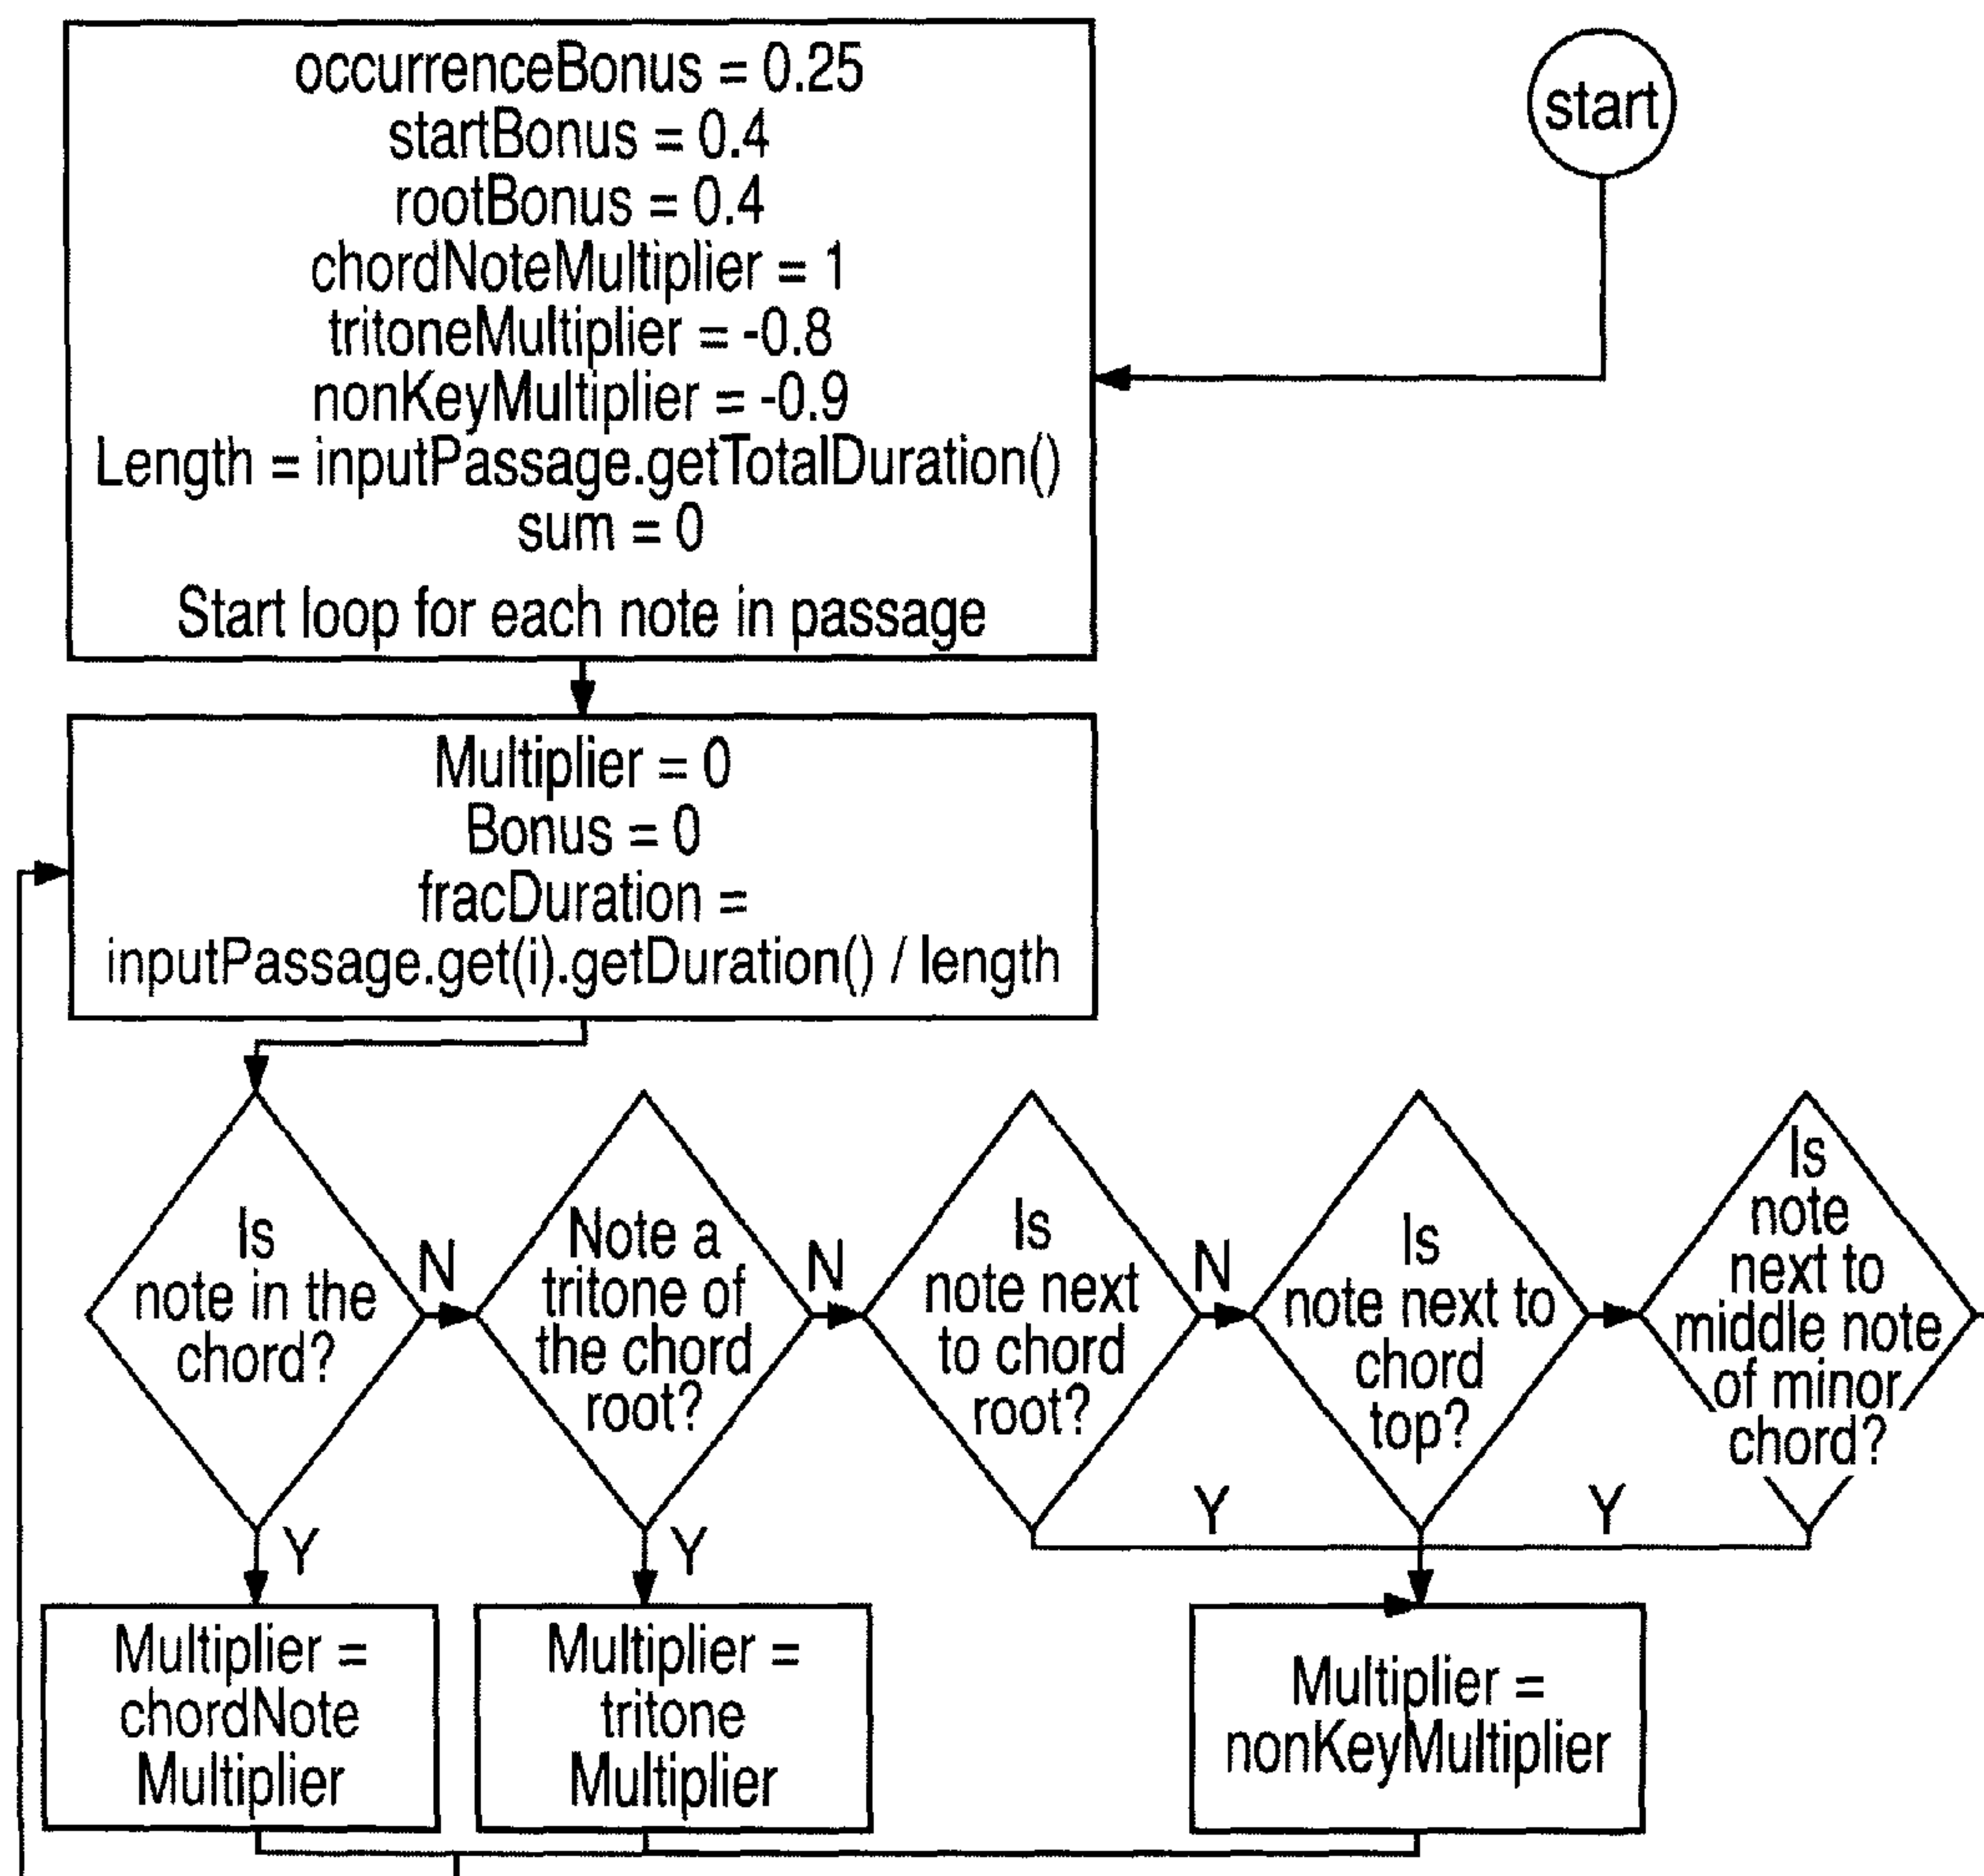 occurrenceBonus = 0.25
startBonus = 0.4
rootBonus = 0.4
chordNoteMultiplier = 1
tritoneMultiplier = -0.8
nonKeyMultiplier = -0.9
Length = inputPassage.getTotalDuration()
sum = 0
Start loop for each note in passage
start
Multiplier = 0
Bonus = 0
fracDuration =
inputPassage.get(i).getDuration() / length
Is
note in the
chord?
N
Note a
tritone of
the chord
root?
N
Is
note next
to chord
root?
N
Is
note next to
chord
top?
Is
note
next to
middle note
of minor
chord?
Y
Y
Y
Y
Multiplier =
chordNote
Multiplier
Multiplier =
tritone
Multiplier
Multiplier =
nonKeyMultiplier